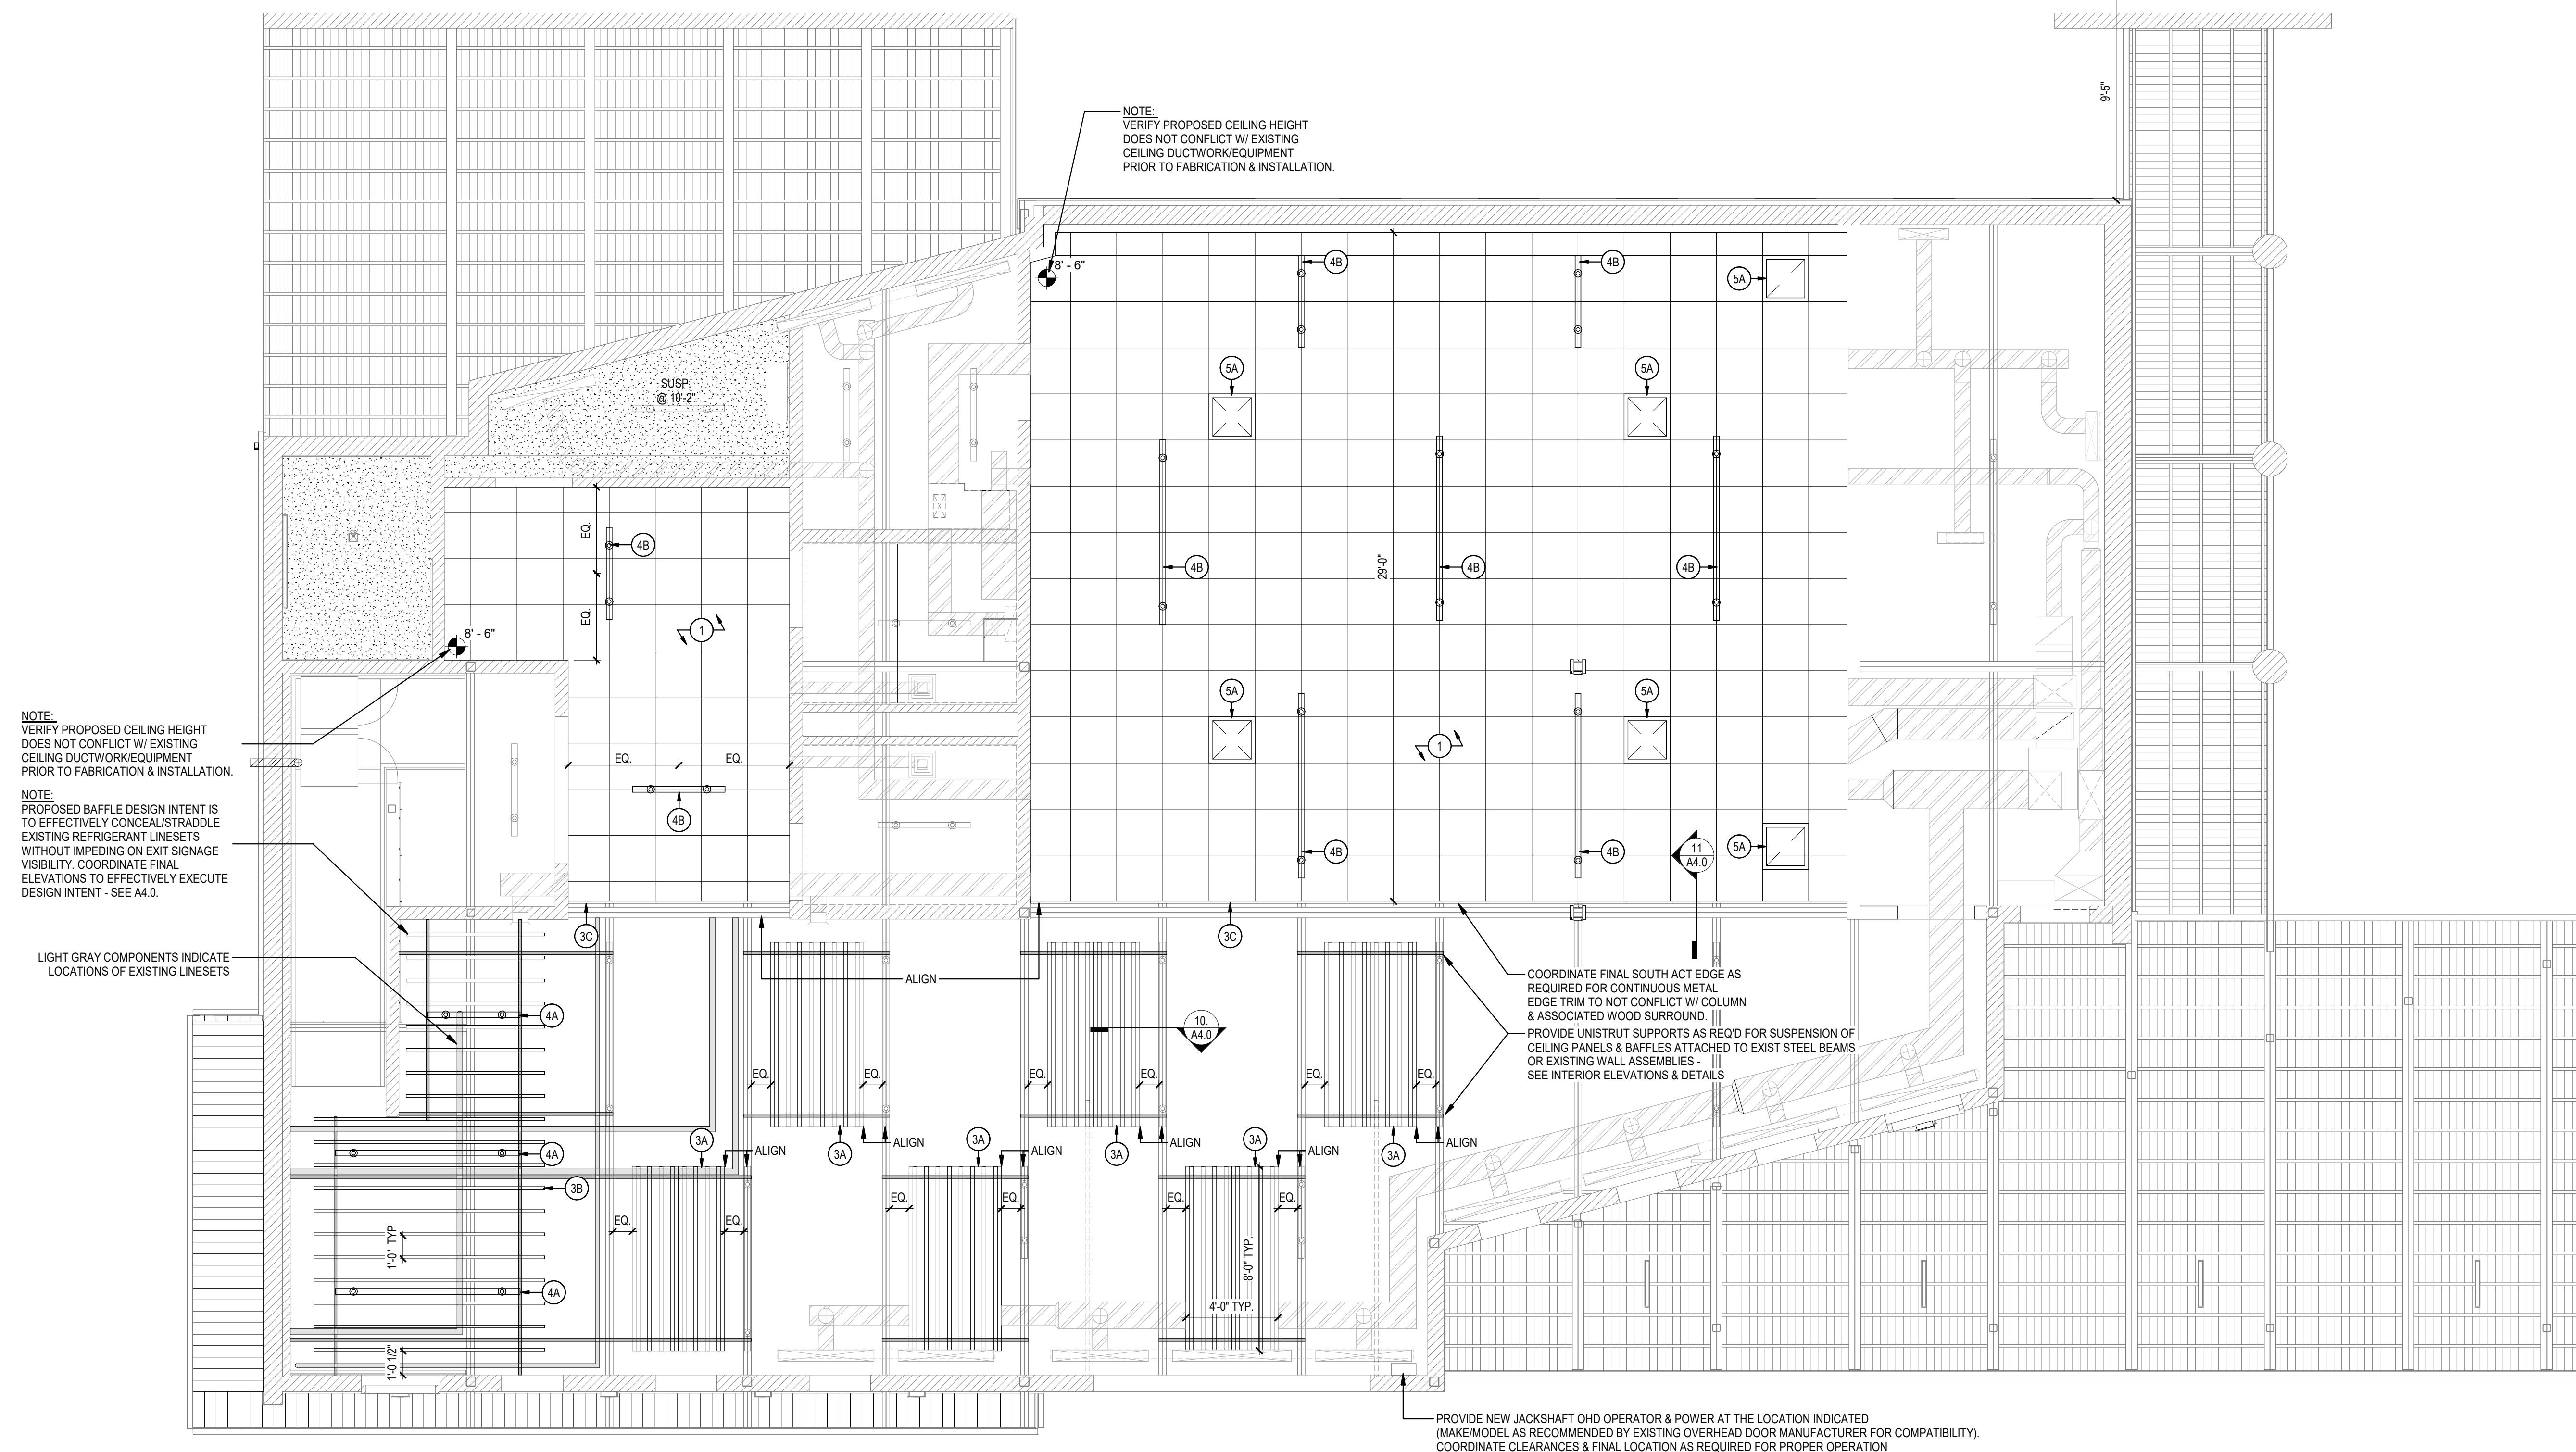 9'-5"
NOTE:
VERIFY PROPOSED CEILING HEIGHT
DOES NOT CONFLICT W/ EXISTING
CEILING DUCTWORK/EQUIPMENT
PRIOR TO FABRICATION & INSTALLATION.
8' - 6"
4B
4B
5A
5A
5A
SUSP.
@ 10'-2"
EQ.
4B
EQ.
8' - 6"
1
29'-0"
4B
4B
4B
5A
5A
1
EQ.
EQ.
4B
4B
4B
11
A4.0
5A
NOTE:
VERIFY PROPOSED CEILING HEIGHT
DOES NOT CONFLICT W/ EXISTING
CEILING DUCTWORK/EQUIPMENT
PRIOR TO FABRICATION & INSTALLATION.
NOTE:
PROPOSED BAFFLE DESIGN INTENT IS
TO EFFECTIVELY CONCEAL/STRADDLE
EXISTING REFRIGERANT LINESETS
WITHOUT IMPEDING ON EXIT SIGNAGE
VISIBILITY. COORDINATE FINAL
ELEVATIONS TO EFFECTIVELY EXECUTE
DESIGN INTENT - SEE A4.0.
LIGHT GRAY COMPONENTS INDICATE
LOCATIONS OF EXISTING LINESETS
3C
3C
ALIGN
COORDINATE FINAL SOUTH ACT EDGE AS
REQUIRED FOR CONTINUOUS METAL
EDGE TRIM TO NOT CONFLICT W/ COLUMN
& ASSOCIATED WOOD SURROUND.
PROVIDE UNISTRUT SUPPORTS AS REQ'D FOR SUSPENSION OF
CEILING PANELS & BAFFLES ATTACHED TO EXIST STEEL BEAMS
OR EXISTING WALL ASSEMBLIES -
SEE INTERIOR ELEVATIONS & DETAILS
4A
10.
A4.0
EQ.
EQ.
EQ.
EQ.
EQ.
EQ.
3A
ALIGN
3A
ALIGN
3A
ALIGN
4A
3A
ALIGN
3A
ALIGN
3A
ALIGN
3B
EQ.
EQ.
EQ.
EQ.
EQ.
EQ.
1'-0" TYP
8'-0" TYP.
4A
4'-0" TYP.
1'-0 1/2"
PROVIDE NEW JACKSHAFT OHD OPERATOR & POWER AT THE LOCATION INDICATED
(MAKE/MODEL AS RECOMMENDED BY EXISTING OVERHEAD DOOR MANUFACTURER FOR COMPATIBILITY).
COORDINATE CLEARANCES & FINAL LOCATION AS REQUIRED FOR PROPER OPERATION